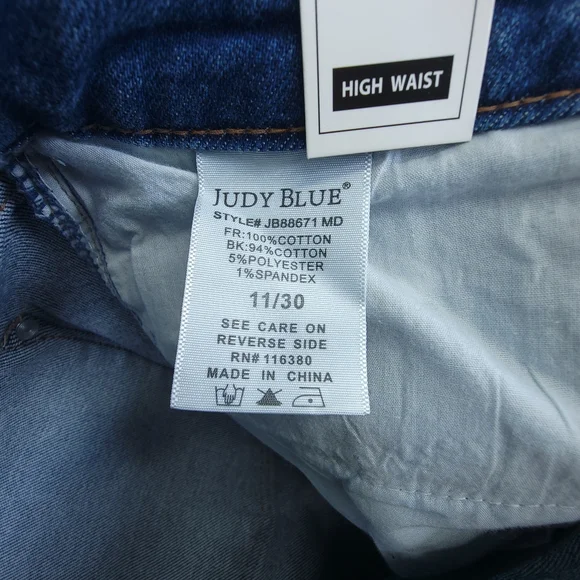 HIGH WAIST
JUDY BLUE®
STYLE# JB88671 MD
FR:100%COTTON
BK:94%COTTON
5%POLYESTER
1%SPANDEX
11/30
SEE CARE ON
REVERSE SIDE
RN# 116380
MADE IN CHINA